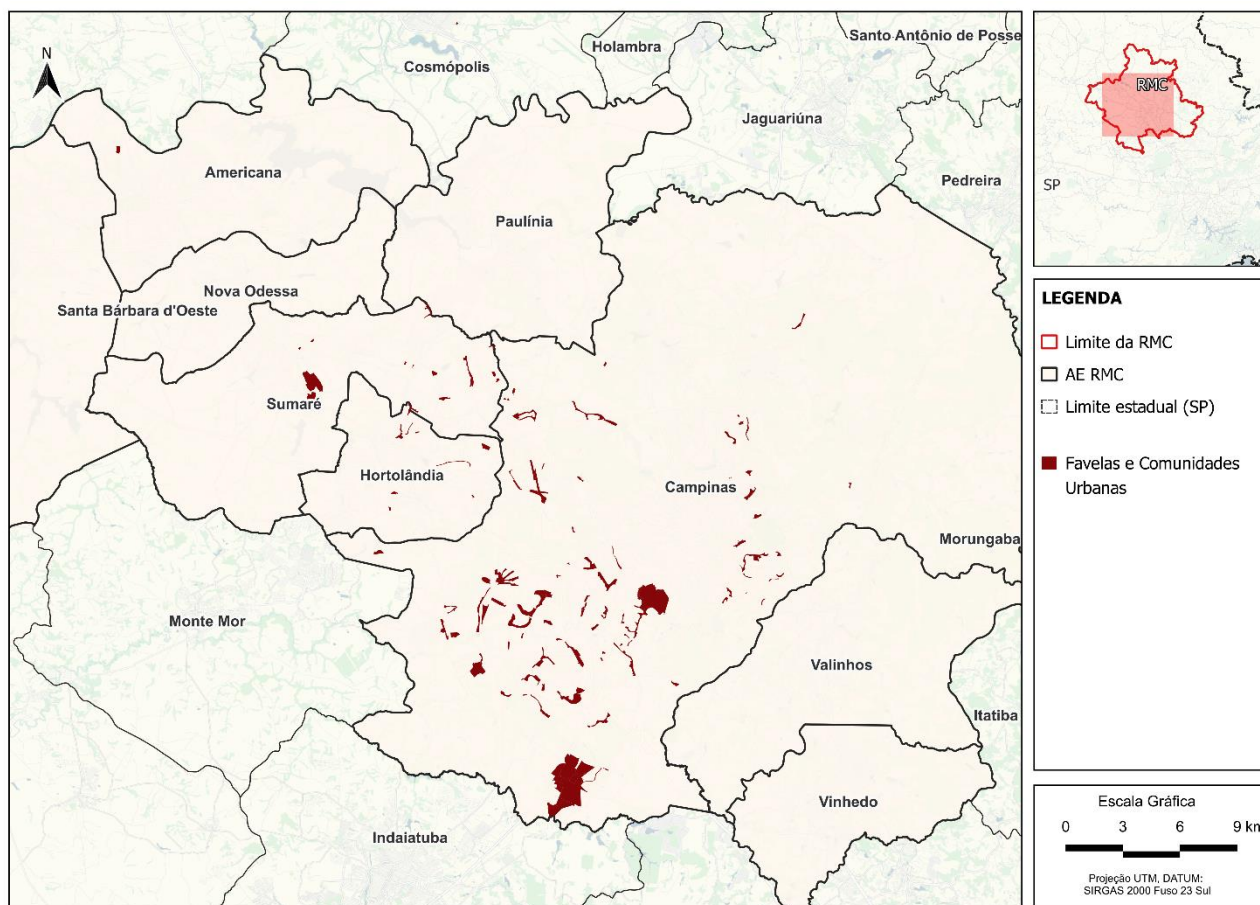 Santo Antônio de Posse
Holambra
N
Cosmópolis
Jaguariúna
Americana
Pedreira
Paulínia
Nova Odessa
Santa Bárbara d'Oeste
Sumaré
Hortolândia
Campinas
Morungaba
Monte Mor
Valinhos
Itatiba
Vinhedo
Indaiatuba
RMC
SP
LEGENDA
Limite da RMC
AE RMC
Limite estadual (SP)
Favelas e Comunidades
Urbanas
Escala Gráfica
0 3 6 9 km
Projeção UTM, DATUM:
SIRGAS 2000 Fuso 23 Sul